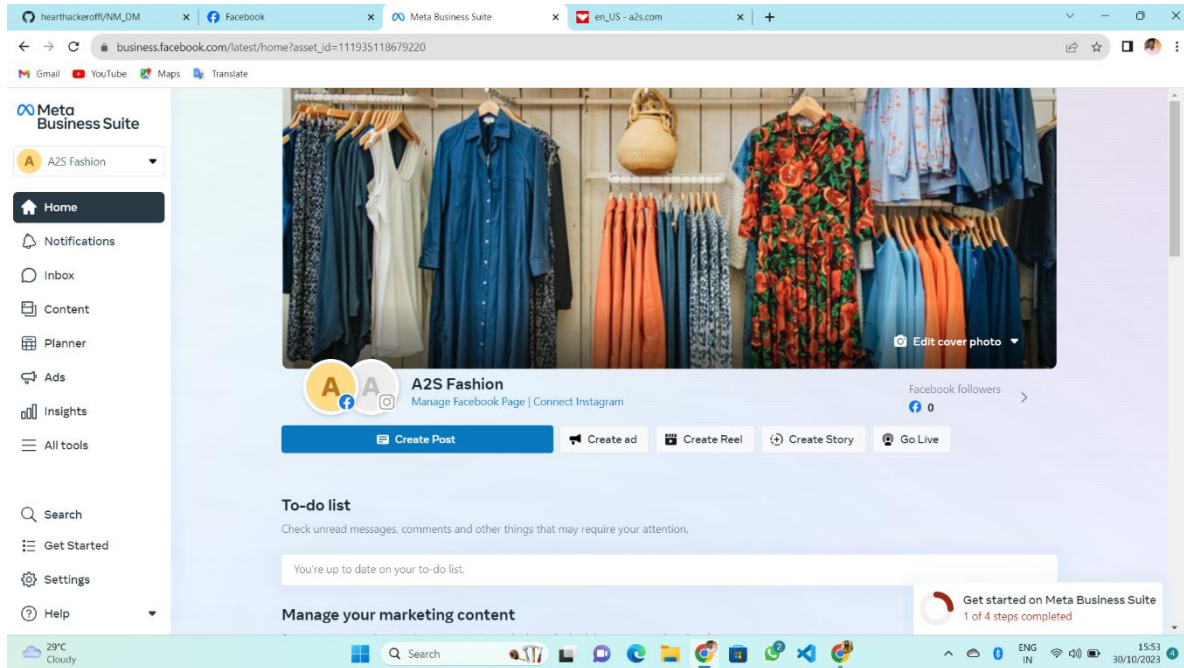 hearthackeroffl/NM_DM
Facebook
Meta Business Suite
en_US - a2s.com
business.facebook.com/latest/home?asset_id=111935118679220
Gmail
YouTube
Maps
Translate
Meta
Business Suite
A
A2S Fashion
Home
Notifications
Inbox
Content
Planner
Ads
Insights
All tools
Search
Get Started
Settings
Help
Edit cover photo
A
A
A2S Fashion
Manage Facebook Page | Connect Instagram
Facebook followers
0
Create Post
Create ad
Create Reel
Create Story
Go Live
To-do list
Check unread messages, comments and other things that may require your attention.
You're up to date on your to-do list.
Manage your marketing content
Get started on Meta Business Suite
1 of 4 steps completed
29°C
Cloudy
Search
ENG
IN
15:53
30/10/2023
4